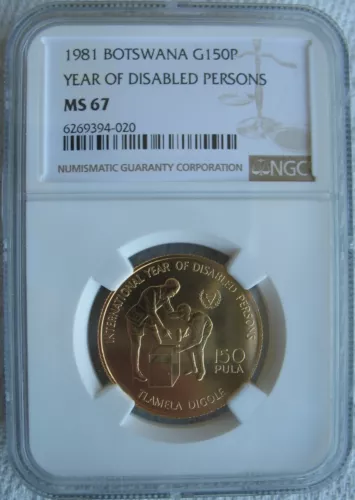 1981 BOTSWANA G150P
YEAR OF DISABLED PERSONS
MS 67
6269394-020
NUMISMATIC GUARANTY CORPORATION
NGC
INTERNATIONAL YEAR OF DISABLED PERSONS
150
PULA
TLAMELA DIGOLE